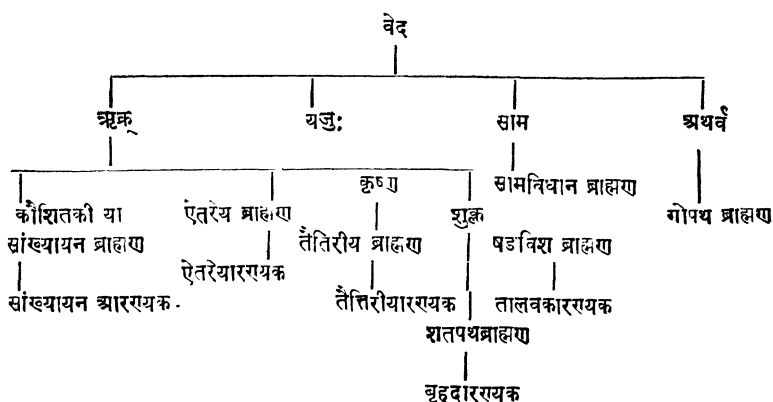 वेद
ऋक् यजुः साम अथर्व
कृष्ण सामविधान ब्राह्मण
कौशितकी या ऐतरेय ब्राह्मण शुक्ल गोपथ ब्राह्मण
सांख्यायन ब्राह्मण तैतिरीय ब्राह्मण षडविश ब्राह्मण
ऐतरेयारण्यक
सांख्यायन आरण्यक. तैत्तिरीयारण्यक तालवकारण्यक
शतपथब्राह्मण
बृहदारण्यक